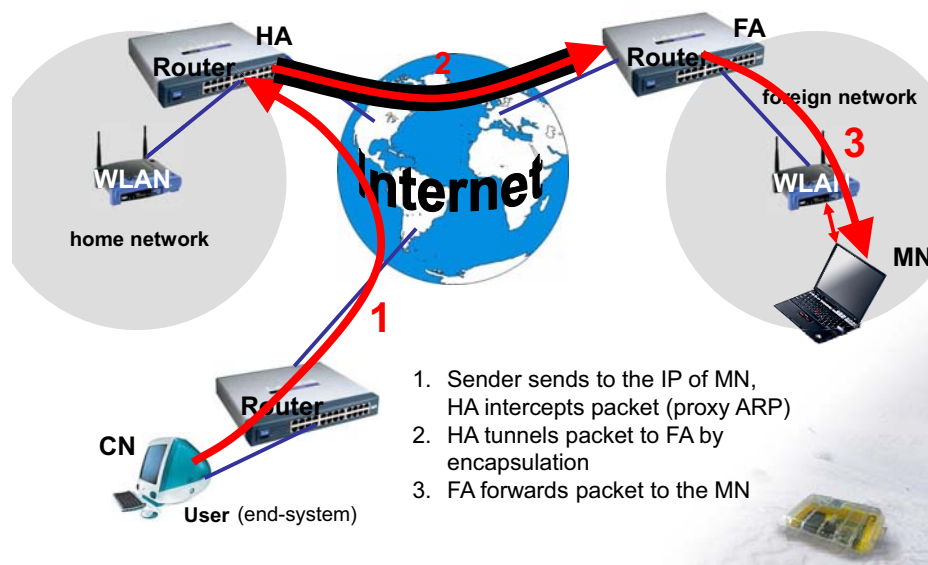 HA
FA
Router
2
Router
foreign network
3
WLAN
Internet
WLAN
home network
MN
1
1. Sender sends to the IP of MN,
HA intercepts packet (proxy ARP)
2. HA tunnels packet to FA by
encapsulation
3. FA forwards packet to the MN
Router
CN
User (end-system)